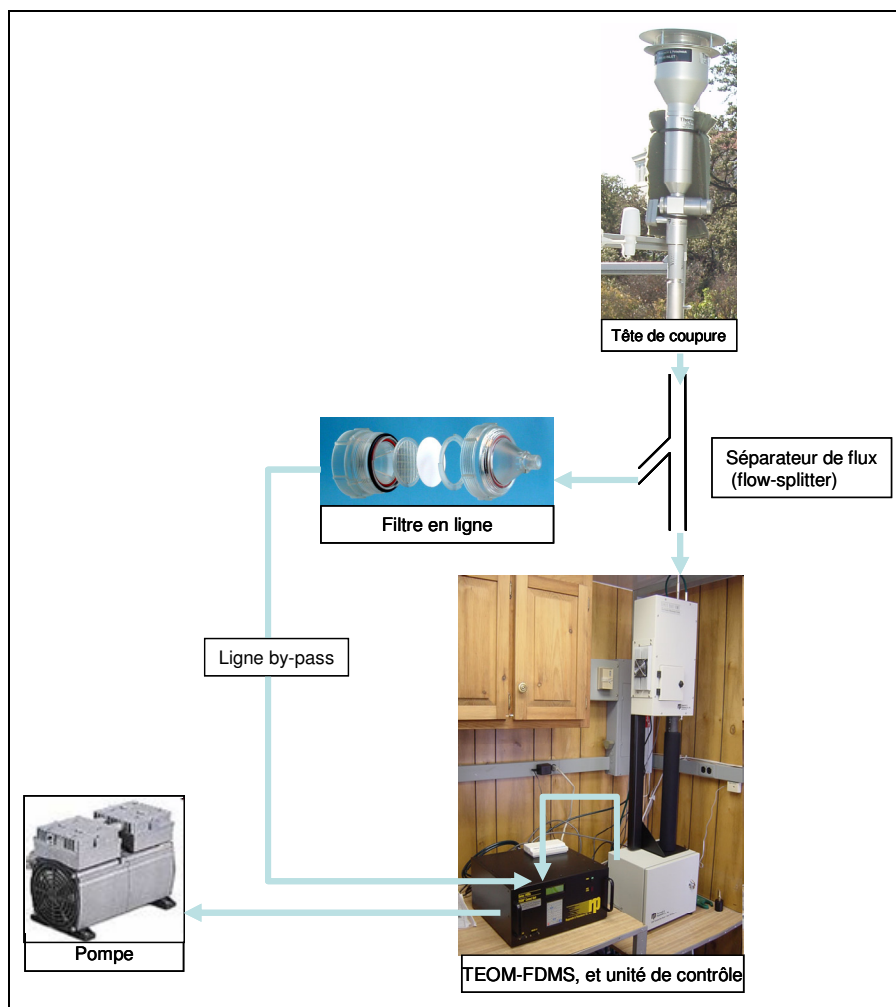 Tête de coupure
Séparateur de flux
(flow-splitter)
Filtre en ligne
Ligne by-pass
Pompe
TEOM-FDMS, et unité de contrôle